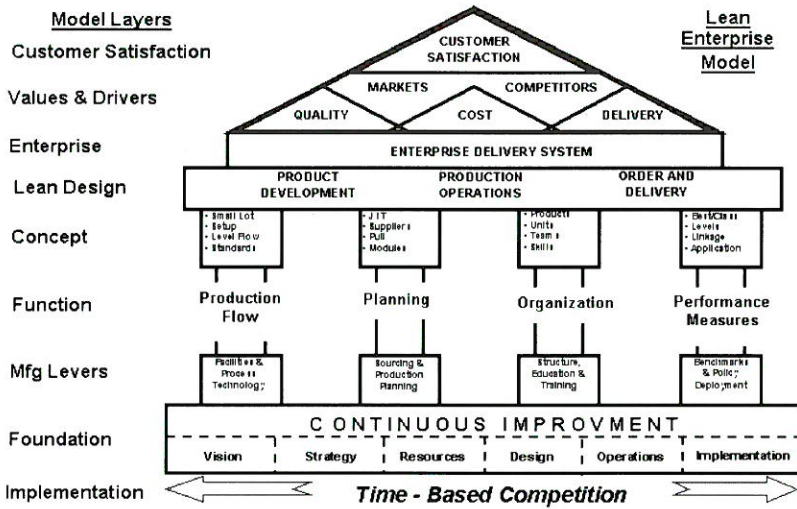 Model Layers
Lean
Enterprise
Model
Customer Satisfaction
CUSTOMER
SATISFACTION
Values & Drivers
MARKETS COMPETITORS
QUALITY COST DELIVERY
Enterprise
ENTERPRISE DELIVERY SYSTEM
Lean Design
PRODUCT
DEVELOPMENT
PRODUCTION
OPERATIONS
ORDER AND
DELIVERY
Concept
• Small Lot
• Setup
• Level Flow
• Standards
• JIT
• Suppliers
• Pull
• Modules
• Products
• Units
• Teams
• Skills
• Best/Class
• Levels
• Linkage
• Application
Function
Production
Flow
Planning
Organization
Performance
Measures
Mfg Levers
Facilities &
Process
Technology
Sourcing &
Production
Planning
Structure,
Education &
Training
Benchmarks
& Policy
Deployment
Foundation
CONTINUOUS IMPROVMENT
Vision Strategy Resources Design Operations Implementation
Implementation
Time - Based Competition